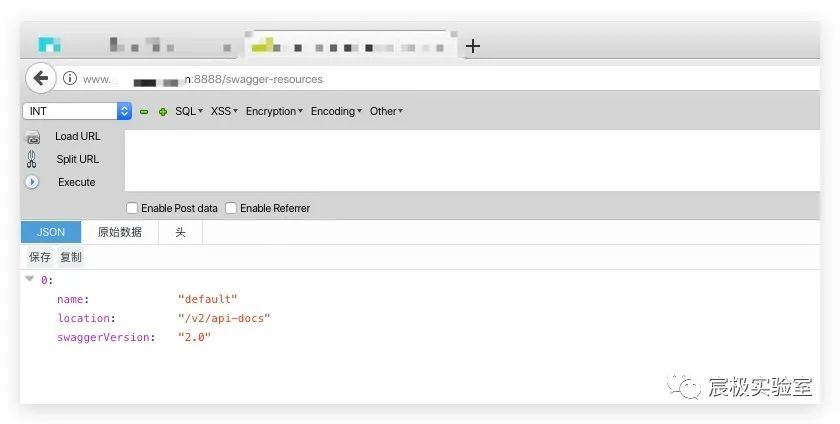 www. n:8888/swagger-resources
INT SQL XSS Encryption Encoding Other
Load URL
Split URL
Execute
Enable Post data Enable Referrer
JSON 原始数据 头
保存 复制
0:
name: "default"
location: "/v2/api-docs"
swaggerVersion: "2.0"
宸极实验室